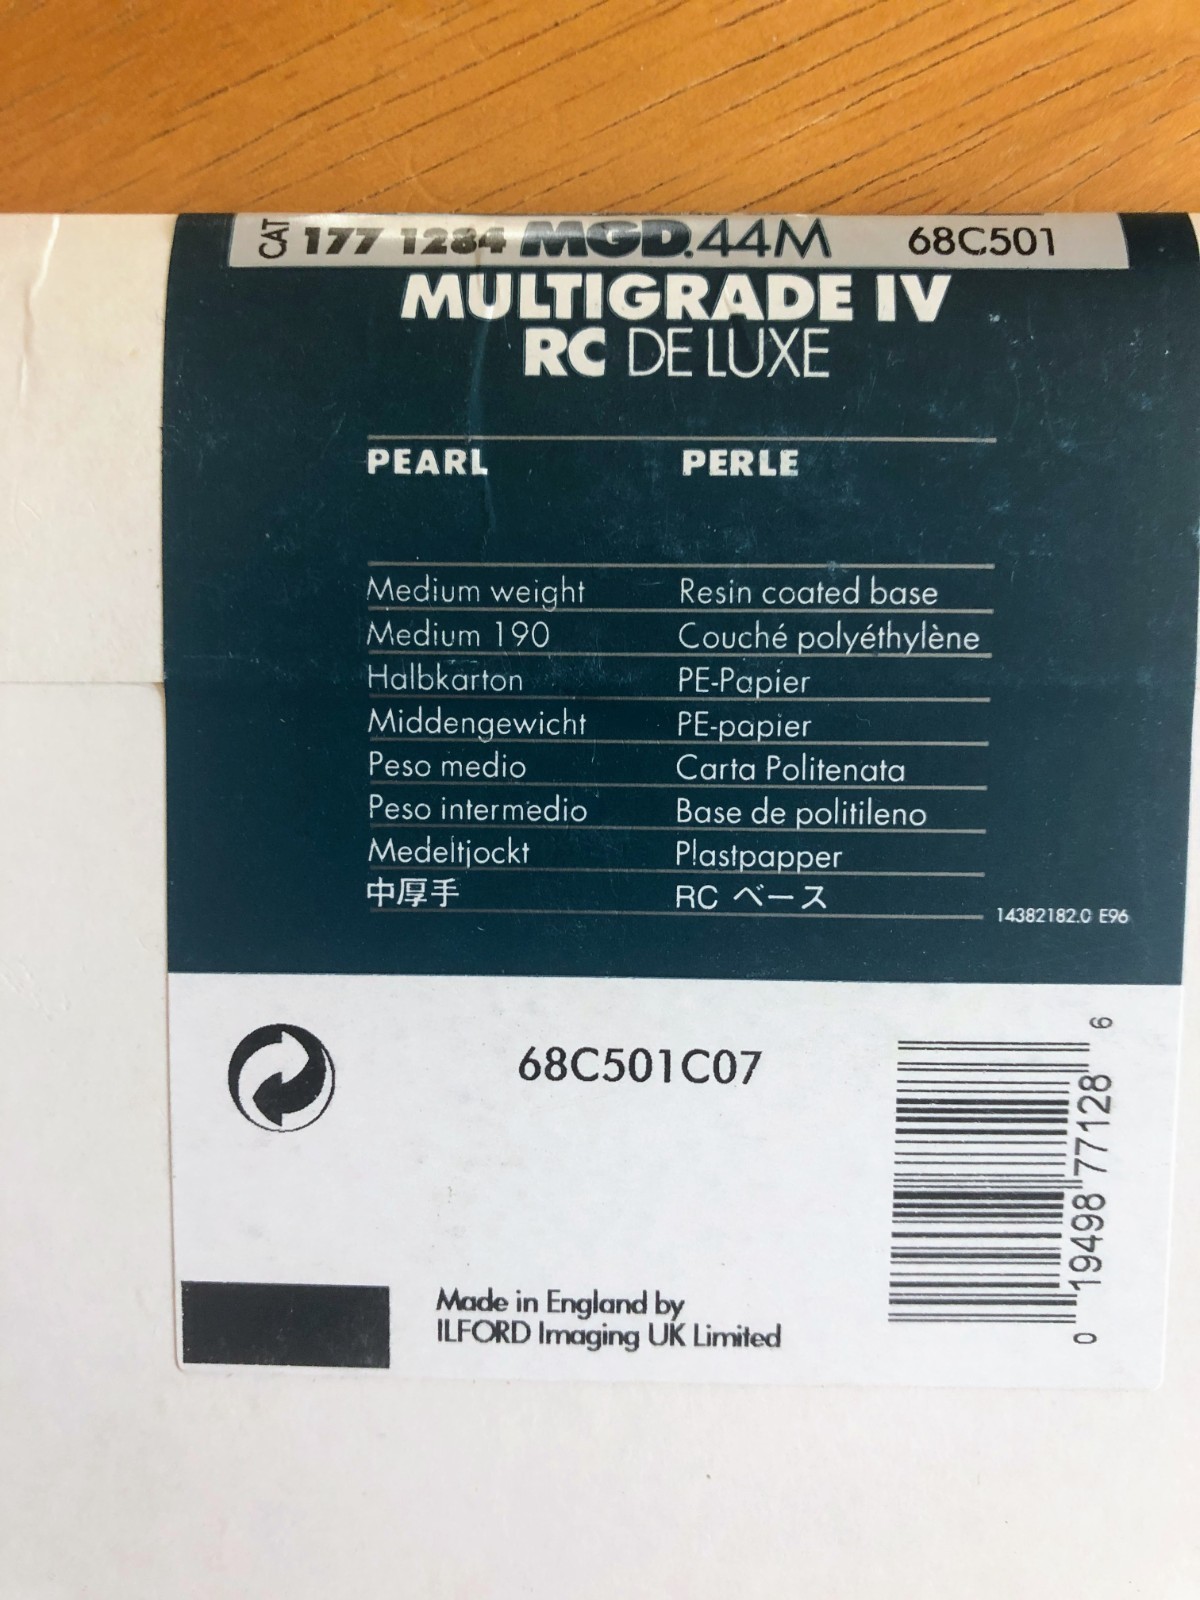 CAT 177 1284 MGD.44M 68C501
MULTIGRADE IV
RC DE LUXE
PEARL PERLE
Medium weight Resin coated base
Medium 190 Couché polyéthylène
Halbkarton PE-Papier
Middengewicht PE-papier
Peso medio Carta Politenata
Peso intermedio Base de politileno
Medeltjockt Plastpapper
中厚手 RC ベース
14382182.0 E96
68C501C07
0 19498 77128 6
Made in England by
ILFORD Imaging UK Limited